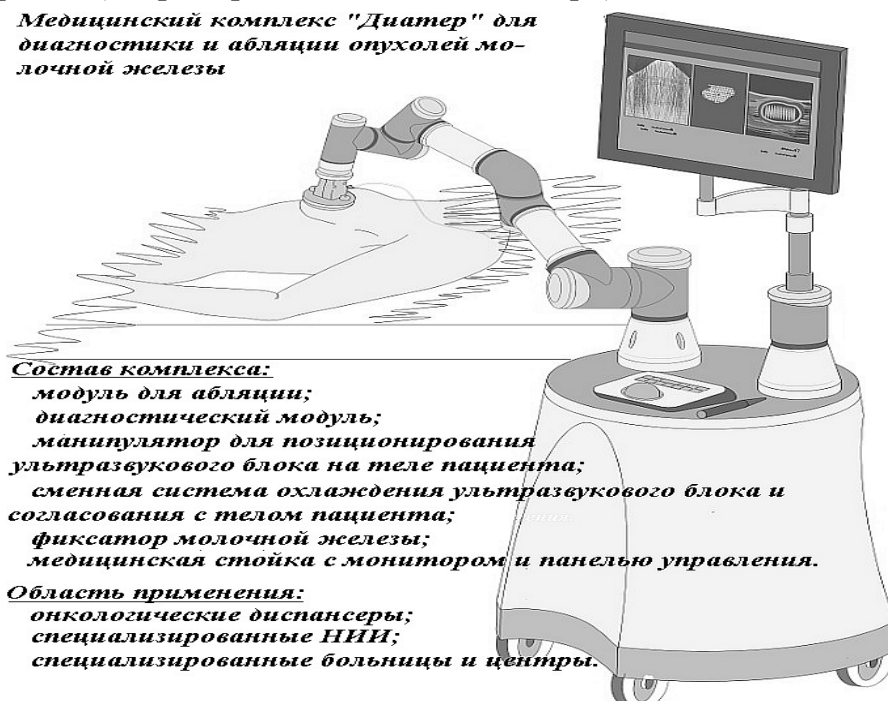 Медицинский комплекс "Диатер" для
диагностики и абляции опухолей мо-
лочной железы
Состав комплекса:
модуль для абляции;
диагностический модуль;
манипулятор для позиционирования
ультразвукового блока на теле пациента;
сменная система охлаждения ультразвукового блока и
согласования с телом пациента;
фиксатор молочной железы;
медицинская стойка с монитором и панелью управления.
Область применения:
онкологические диспансеры;
специализированные НИИ;
специализированные больницы и центры.